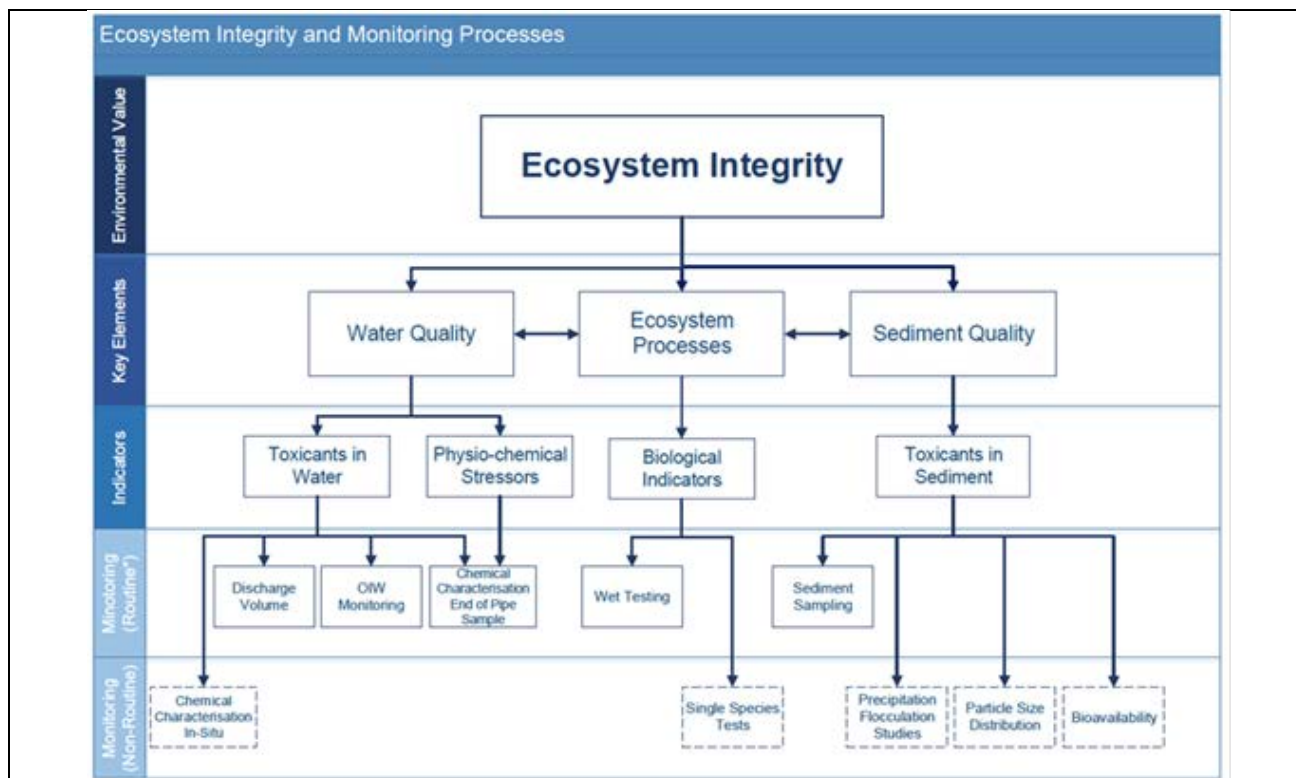 Ecosystem Integrity and Monitoring Processes
Environmental Value
Ecosystem Integrity
Key Elements
Water Quality
Ecosystem
Processes
Sediment Quality
Indicators
Toxicants in
Water
Physio-chemical
Stressors
Biological
Indicators
Toxicants in
Sediment
Minotoring
(Routine*)
Discharge
Volume
OIW
Monitoring
Chemical
Characterisation
End of Pipe
Sample
Wet Testing
Sediment
Sampling
Monitoring
(Non-Routine)
Chemical
Characterisation
In-Situ
Single Species
Tests
Precipitation
Flocculation
Studies
Particle Size
Distribution
Bioavailability